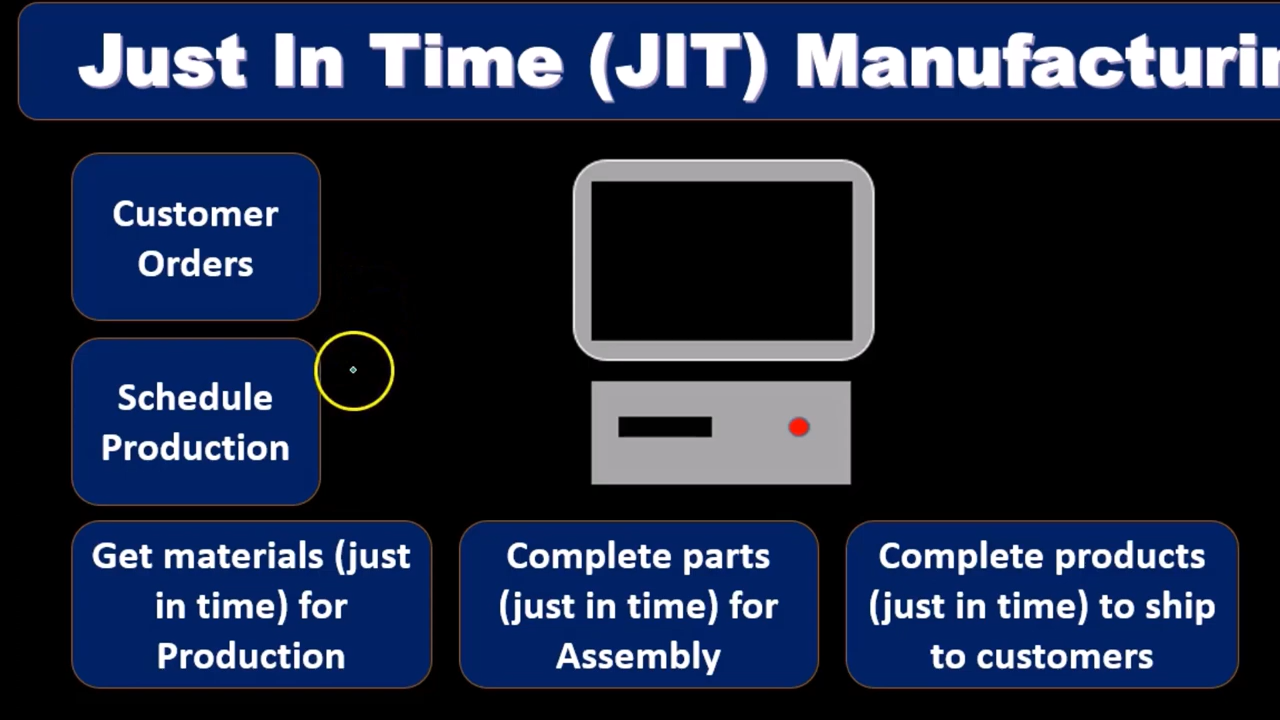 Just In Time (JIT) Manufacturin
Customer
Orders
Schedule
Production
Get materials (just
in time) for
Production
Complete parts
(just in time) for
Assembly
Complete products
(just in time) to ship
to customers